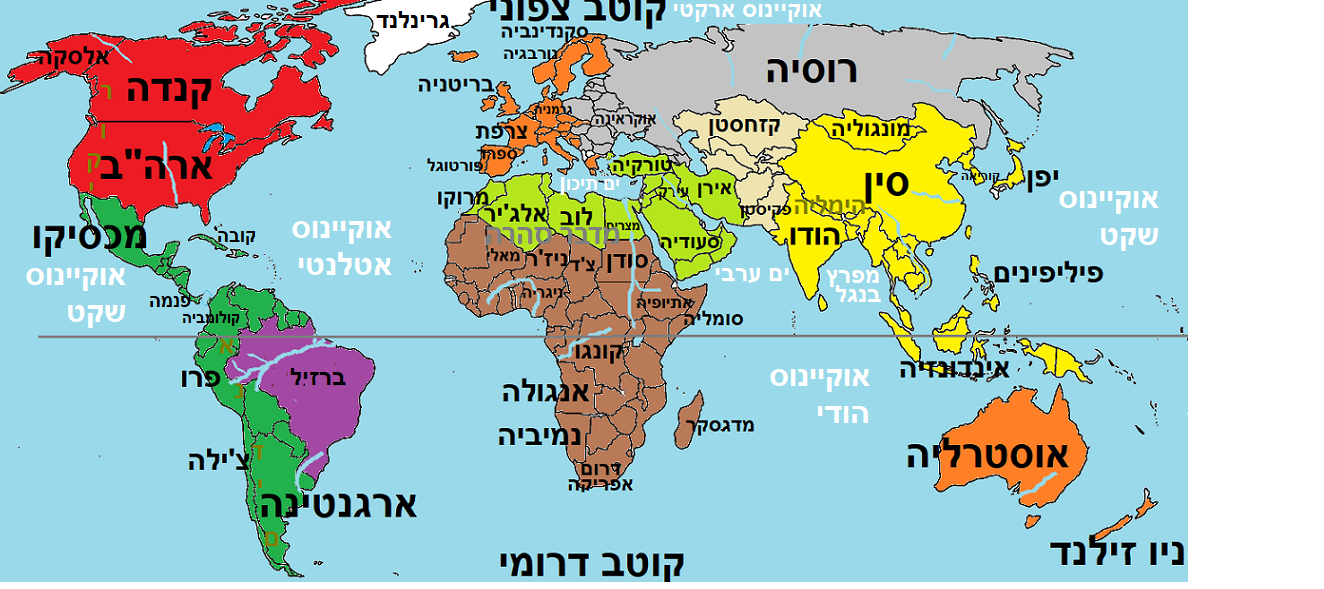 קוטב צפוני
אוקיינוס ארקטי
גרינלנד
סקנדינביה
נורבגיה
אלסקה
קנדה
רוסיה
בריטניה
גרמניה
אוקראינה
קזחסטן
מונגוליה
צרפת
ארה"ב
ספרד
פורטוגל
טורקיה
סין
קוריאה
יפן
ים תיכון
עירק
אירן
פקיסטן
הימליה
אוקיינוס
שקט
מרוקו
אלג'יר
לוב
מצרים
מדבר סהרה
סעודיה
הודו
מכסיקו
קובה
אוקיינוס
אטלנטי
אוקיינוס
שקט
מאלי
ניז'ר
צ'ד
סודן
ים ערבי
מפרץ
בנגל
פיליפינים
פנמה
קולומביה
ניגריה
אתיופיה
סומליה
קונגו
אינדונזיה
פרו
ברזיל
אנגולה
אוקיינוס
הודי
נמיביה
מדגסקר
דרום
אפריקה
אוסטרליה
צ'ילה
ארגנטינה
ניו זילנד
קוטב דרומי
ר
ו
ק
י
א
נ
ד
י
ם